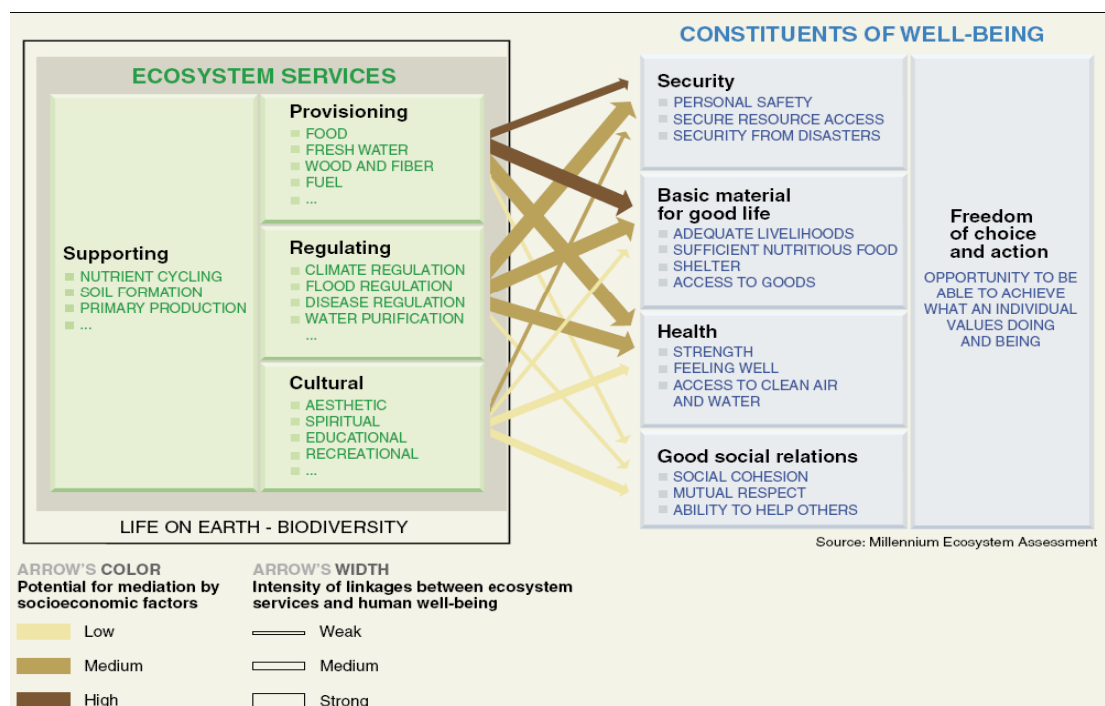 CONSTITUENTS OF WELL-BEING
ECOSYSTEM SERVICES
Supporting
NUTRIENT CYCLING
SOIL FORMATION
PRIMARY PRODUCTION
...
Provisioning
FOOD
FRESH WATER
WOOD AND FIBER
FUEL
...
Regulating
CLIMATE REGULATION
FLOOD REGULATION
DISEASE REGULATION
WATER PURIFICATION
...
Cultural
AESTHETIC
SPIRITUAL
EDUCATIONAL
RECREATIONAL
...
LIFE ON EARTH - BIODIVERSITY
Security
PERSONAL SAFETY
SECURE RESOURCE ACCESS
SECURITY FROM DISASTERS
Basic material
for good life
ADEQUATE LIVELIHOODS
SUFFICIENT NUTRITIOUS FOOD
SHELTER
ACCESS TO GOODS
Health
STRENGTH
FEELING WELL
ACCESS TO CLEAN AIR
AND WATER
Good social relations
SOCIAL COHESION
MUTUAL RESPECT
ABILITY TO HELP OTHERS
Freedom
of choice
and action
OPPORTUNITY TO BE
ABLE TO ACHIEVE
WHAT AN INDIVIDUAL
VALUES DOING
AND BEING
Source: Millennium Ecosystem Assessment
ARROW'S COLOR
Potential for mediation by
socioeconomic factors
Low
Medium
High
ARROW'S WIDTH
Intensity of linkages between ecosystem
services and human well-being
Weak
Medium
Strong